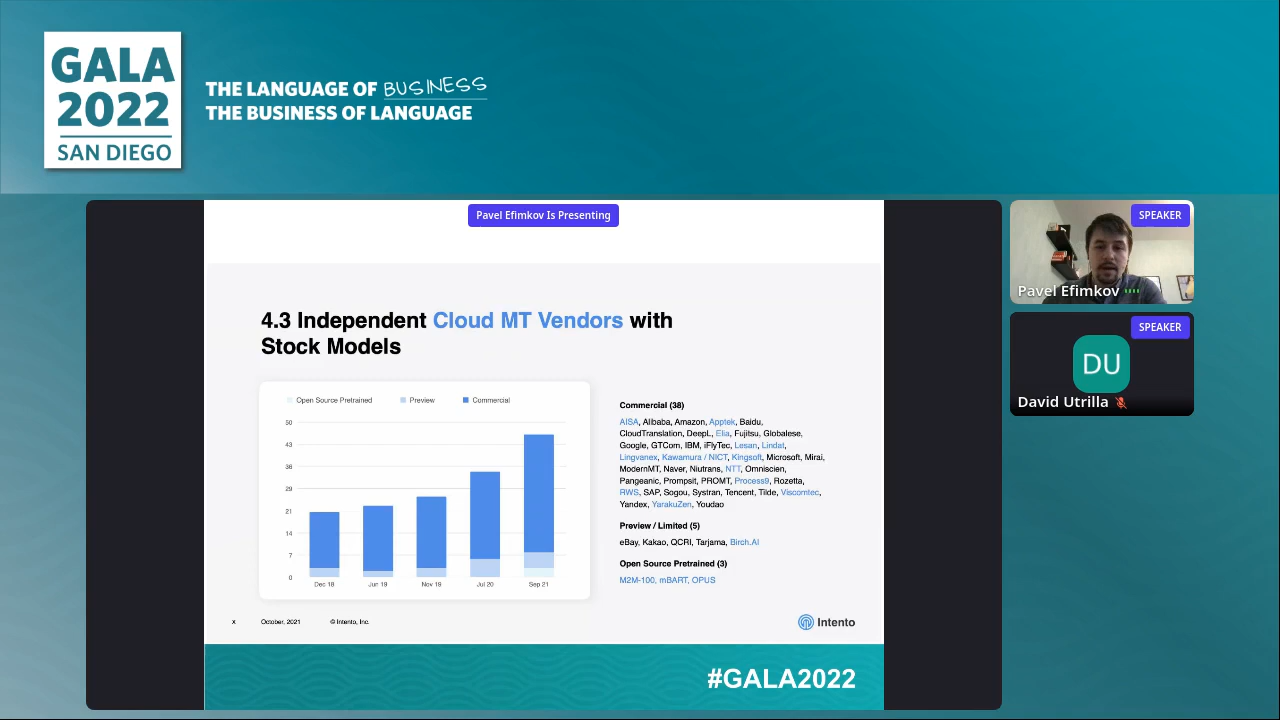 GALA
2022
SAN DIEGO
THE LANGUAGE OF BUSINESS
THE BUSINESS OF LANGUAGE
Pavel Efimkov Is Presenting
4.3 Independent Cloud MT Vendors with
Stock Models
Open Source Pretrained Preview Commercial
50
43
36
29
21
14
7
0
Dec 18 Jun 19 Nov 19 Jul 20 Sep 21
Commercial (38)
AISA, Alibaba, Amazon, Apptek, Baidu,
CloudTranslation, DeepL, Elia, Fujitsu, Globalese,
Google, GTCom, IBM, iFlyTec, Lesan, Lindat,
Lingvanex, Kawamura / NICT, Kingsoft, Microsoft, Mirai,
ModernMT, Naver, Niutrans, NTT, Omniscien,
Pangeanic, Prompsit, PROMT, Process9, Rozetta,
RWS, SAP, Sogou, Systran, Tencent, Tilde, Viscomtec,
Yandex, YarakuZen, Youdao
Preview / Limited (5)
eBay, Kakao, QCRI, Tarjama, Birch.AI
Open Source Pretrained (3)
M2M-100, mBART, OPUS
X October, 2021 © Intento, Inc.
Intento
#GALA2022
SPEAKER
Pavel Efimkov
SPEAKER
DU
David Utrilla